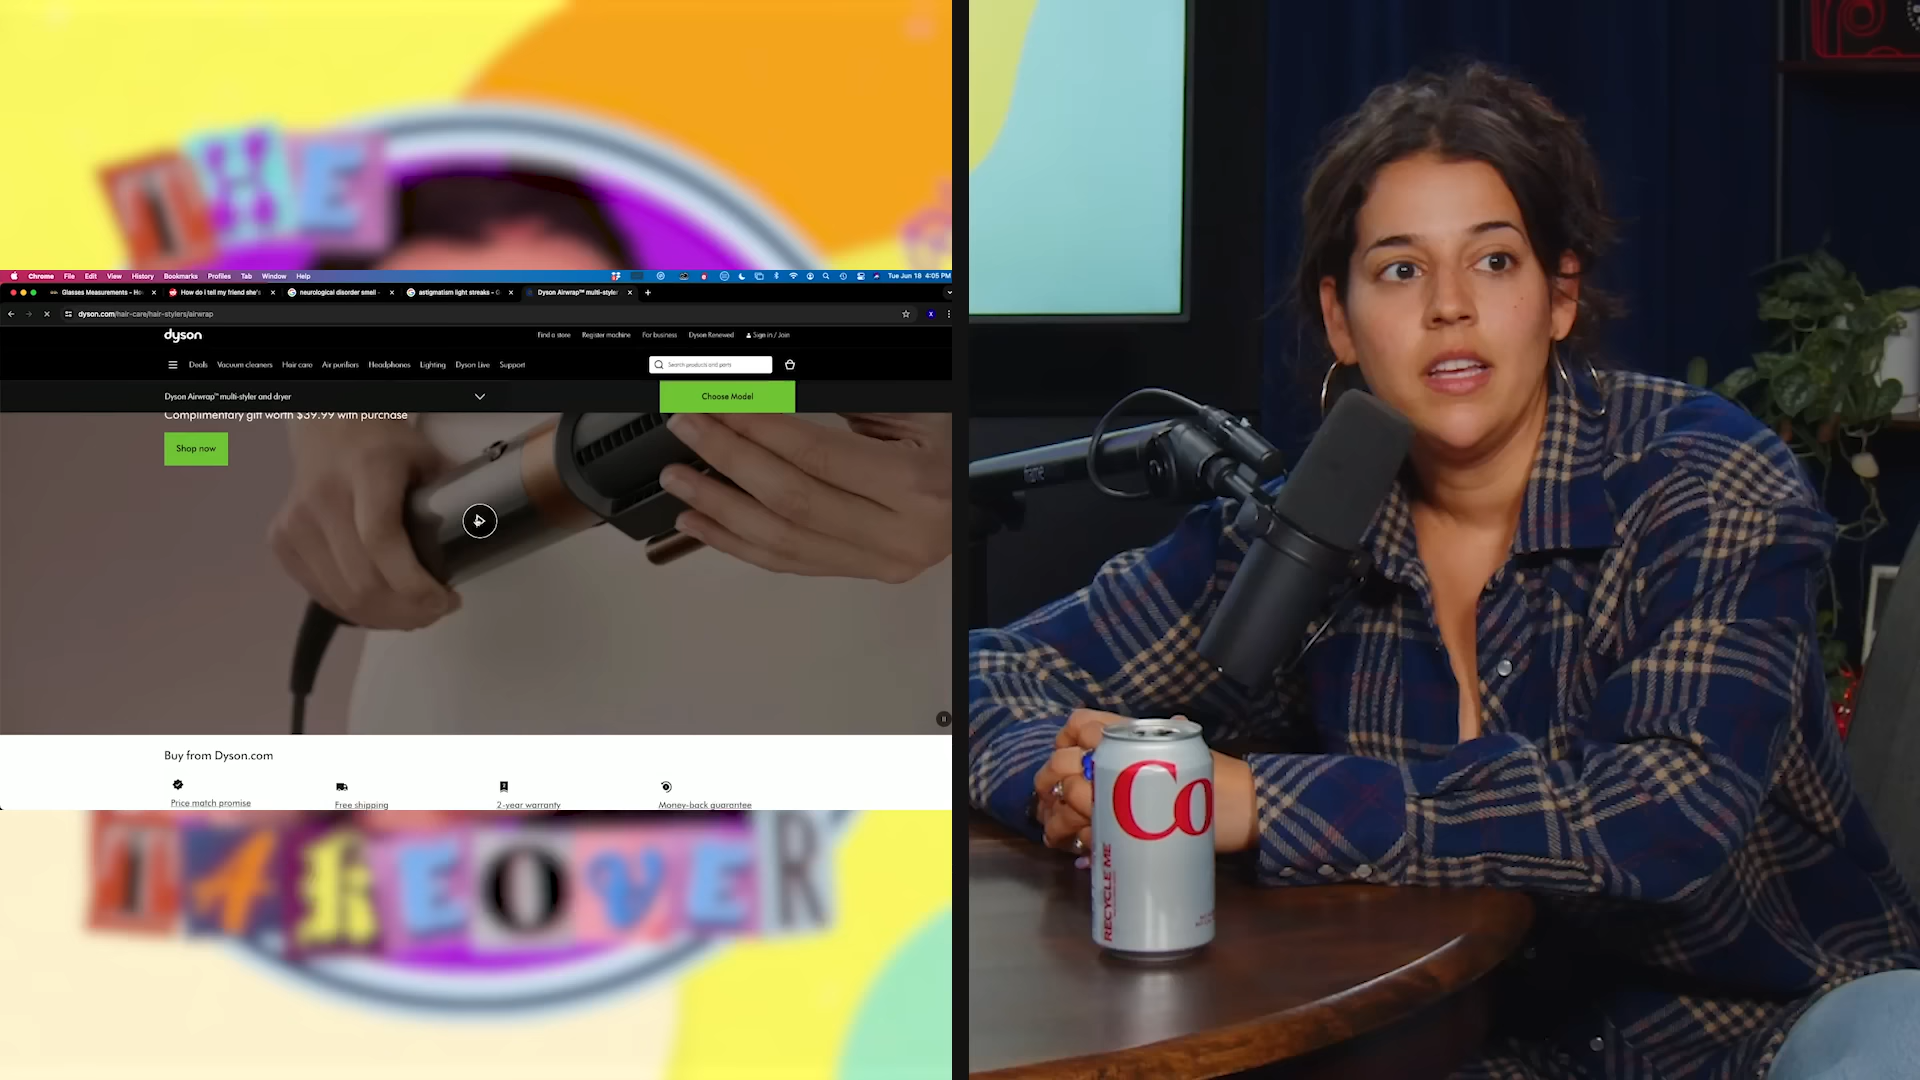 THE
Chrome File Edit View History Bookmarks Profiles Tab Window Help
Tue Jun 18 4:05 PM
Glasses Measurements - Ho
How do i tell my friend she's
neurological disorder smell -
astigmatism light streaks - G
Dyson Airwrap™ multi-styler
dyson.com/hair-care/hair-stylers/airwrap
dyson
Find a store Register machine For business Dyson Renewed Sign in / Join
Deals Vacuum cleaners Hair care Air purifiers Headphones Lighting Dyson Live Support
Search products and parts
Dyson Airwrap™ multi-styler and dryer
Choose Model
Complimentary gift worth $39.99 with purchase
Shop now
Buy from Dyson.com
Price match promise Free shipping 2-year warranty Money-back guarantee
TAKEOVER
frame
Co
RECYCLE ME